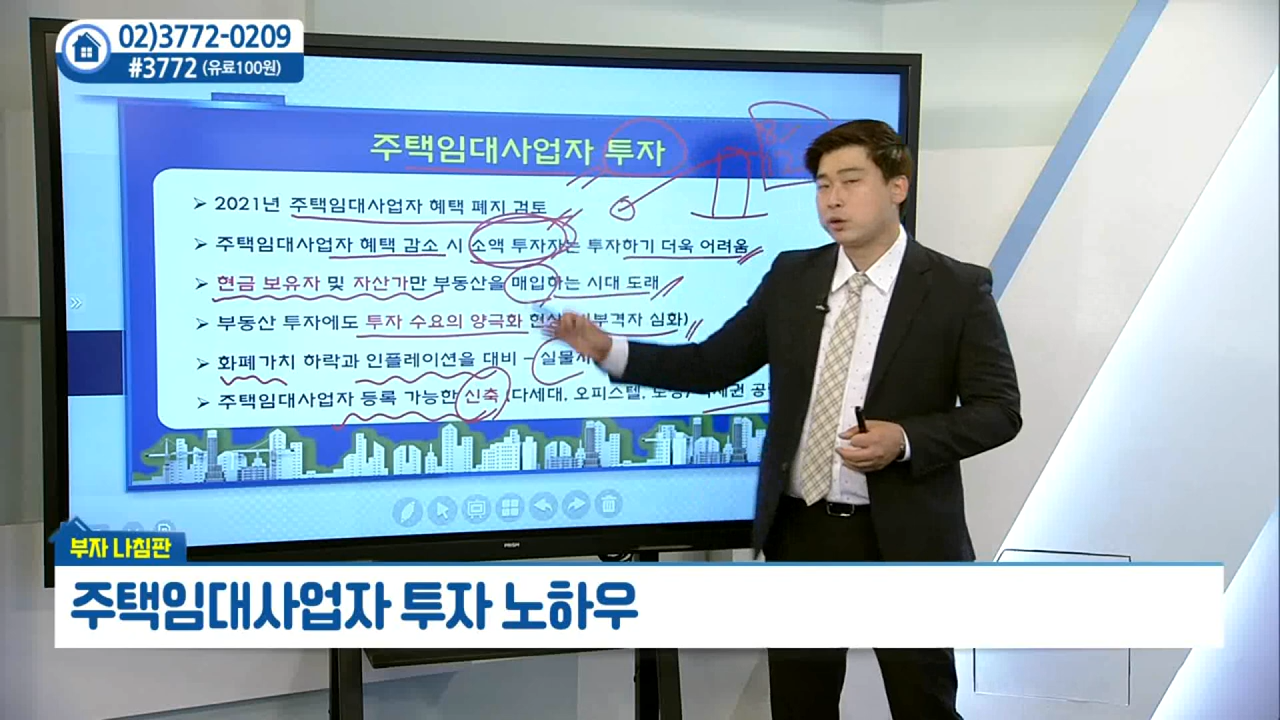 02)3772-0209
#3772 (유료100원)
주택임대사업자 투자
➢ 2021년 주택임대사업자 혜택 폐지 검토
➢ 주택임대사업자 혜택 감소 시 소액 투자자는 투자하기 더욱 어려움
➢ 현금 보유자 및 자산가만 부동산을 매입하는 시대 도래
➢ 부동산 투자에도 투자 수요의 양극화 현상 심화)
➢ 화폐가치 하락과 인플레이션을 대비 – 실물
➢ 주택임대사업자 등록 가능한 신축 (다세대, 오피스텔,
PRISM
부자 나침판
주택임대사업자 투자 노하우